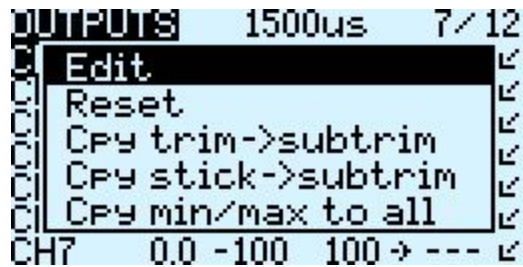 OUTPUTS 1500us 7/12
Edit
Reset
Cpy trim->subtrim
Cpy stick->subtrim
Cpy min/max to all
CH7 0.0 -100 100 → ---